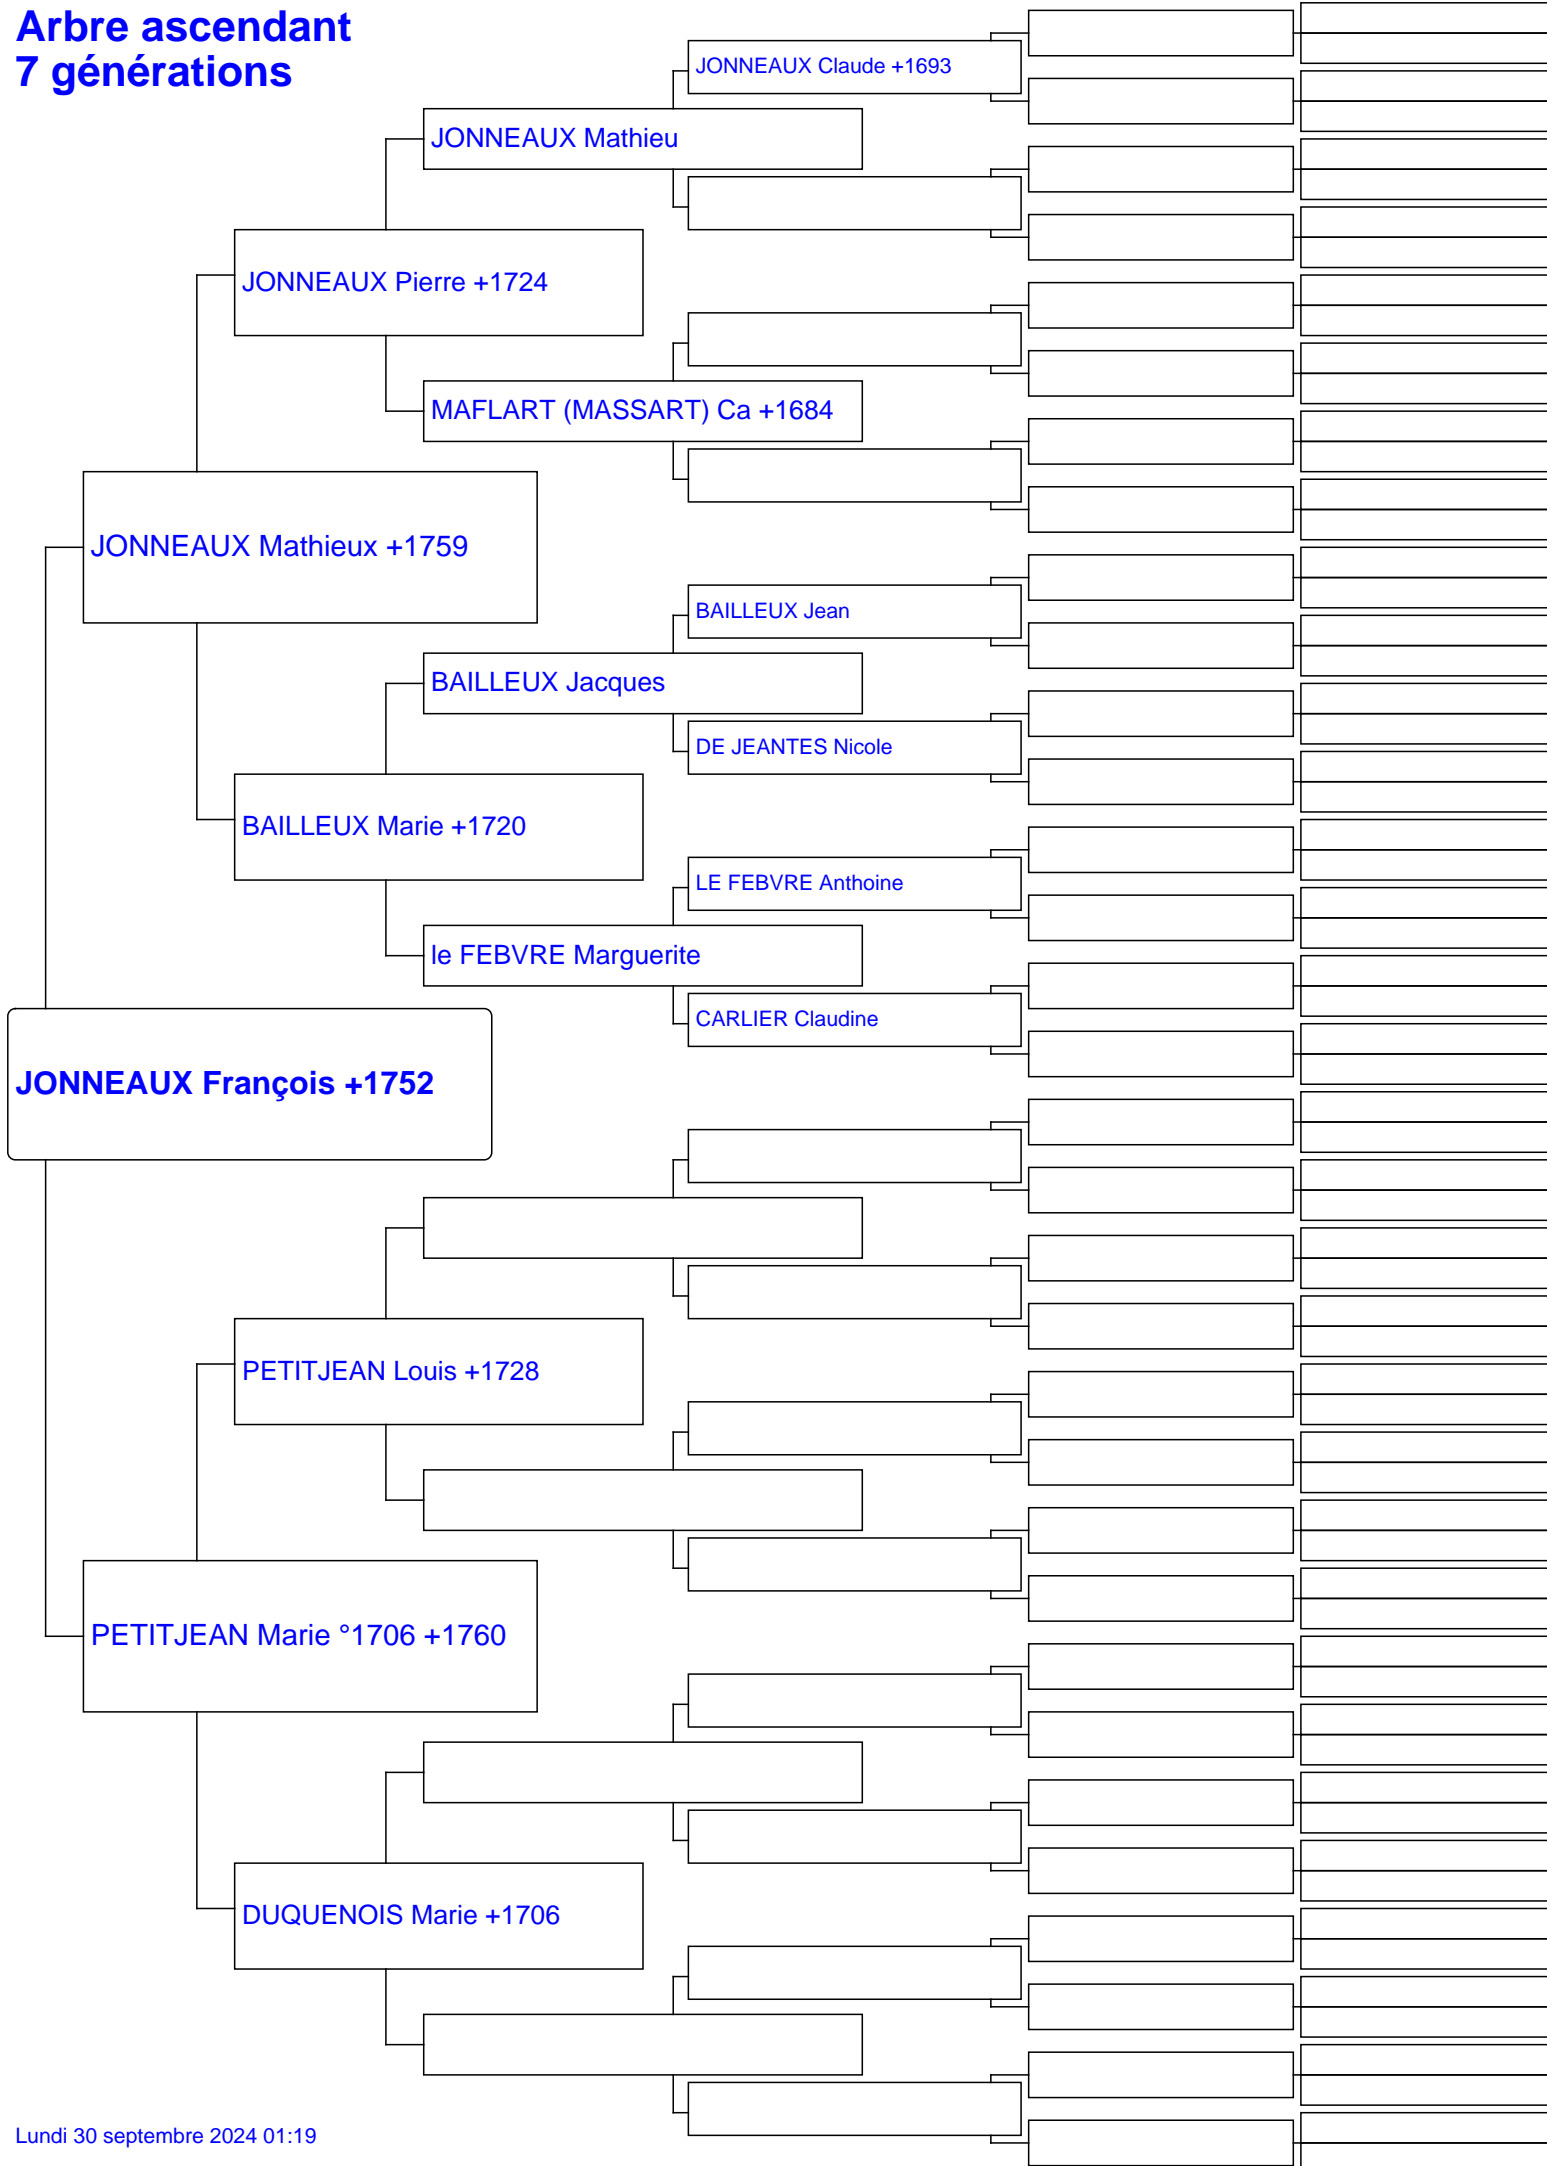 Arbre ascendant
7 générations
JONNEAUX Claude +1693
JONNEAUX Mathieu
JONNEAUX Pierre +1724
MAFLART (MASSART) Ca +1684
JONNEAUX Mathieux +1759
BAILLEUX Jean
BAILLEUX Jacques
DE JEANTES Nicole
BAILLEUX Marie +1720
LE FEBVRE Anthoine
le FEBVRE Marguerite
CARLIER Claudine
JONNEAUX François +1752
PETITJEAN Louis +1728
PETITJEAN Marie °1706 +1760
DUQUENOIS Marie +1706
Lundi 30 septembre 2024 01:19